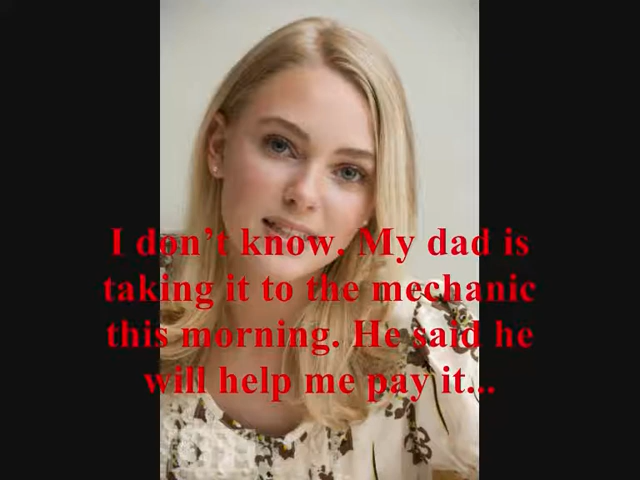 I don't know. My dad is
taking it to the mechanic
this morning. He said he
will help me pay it...